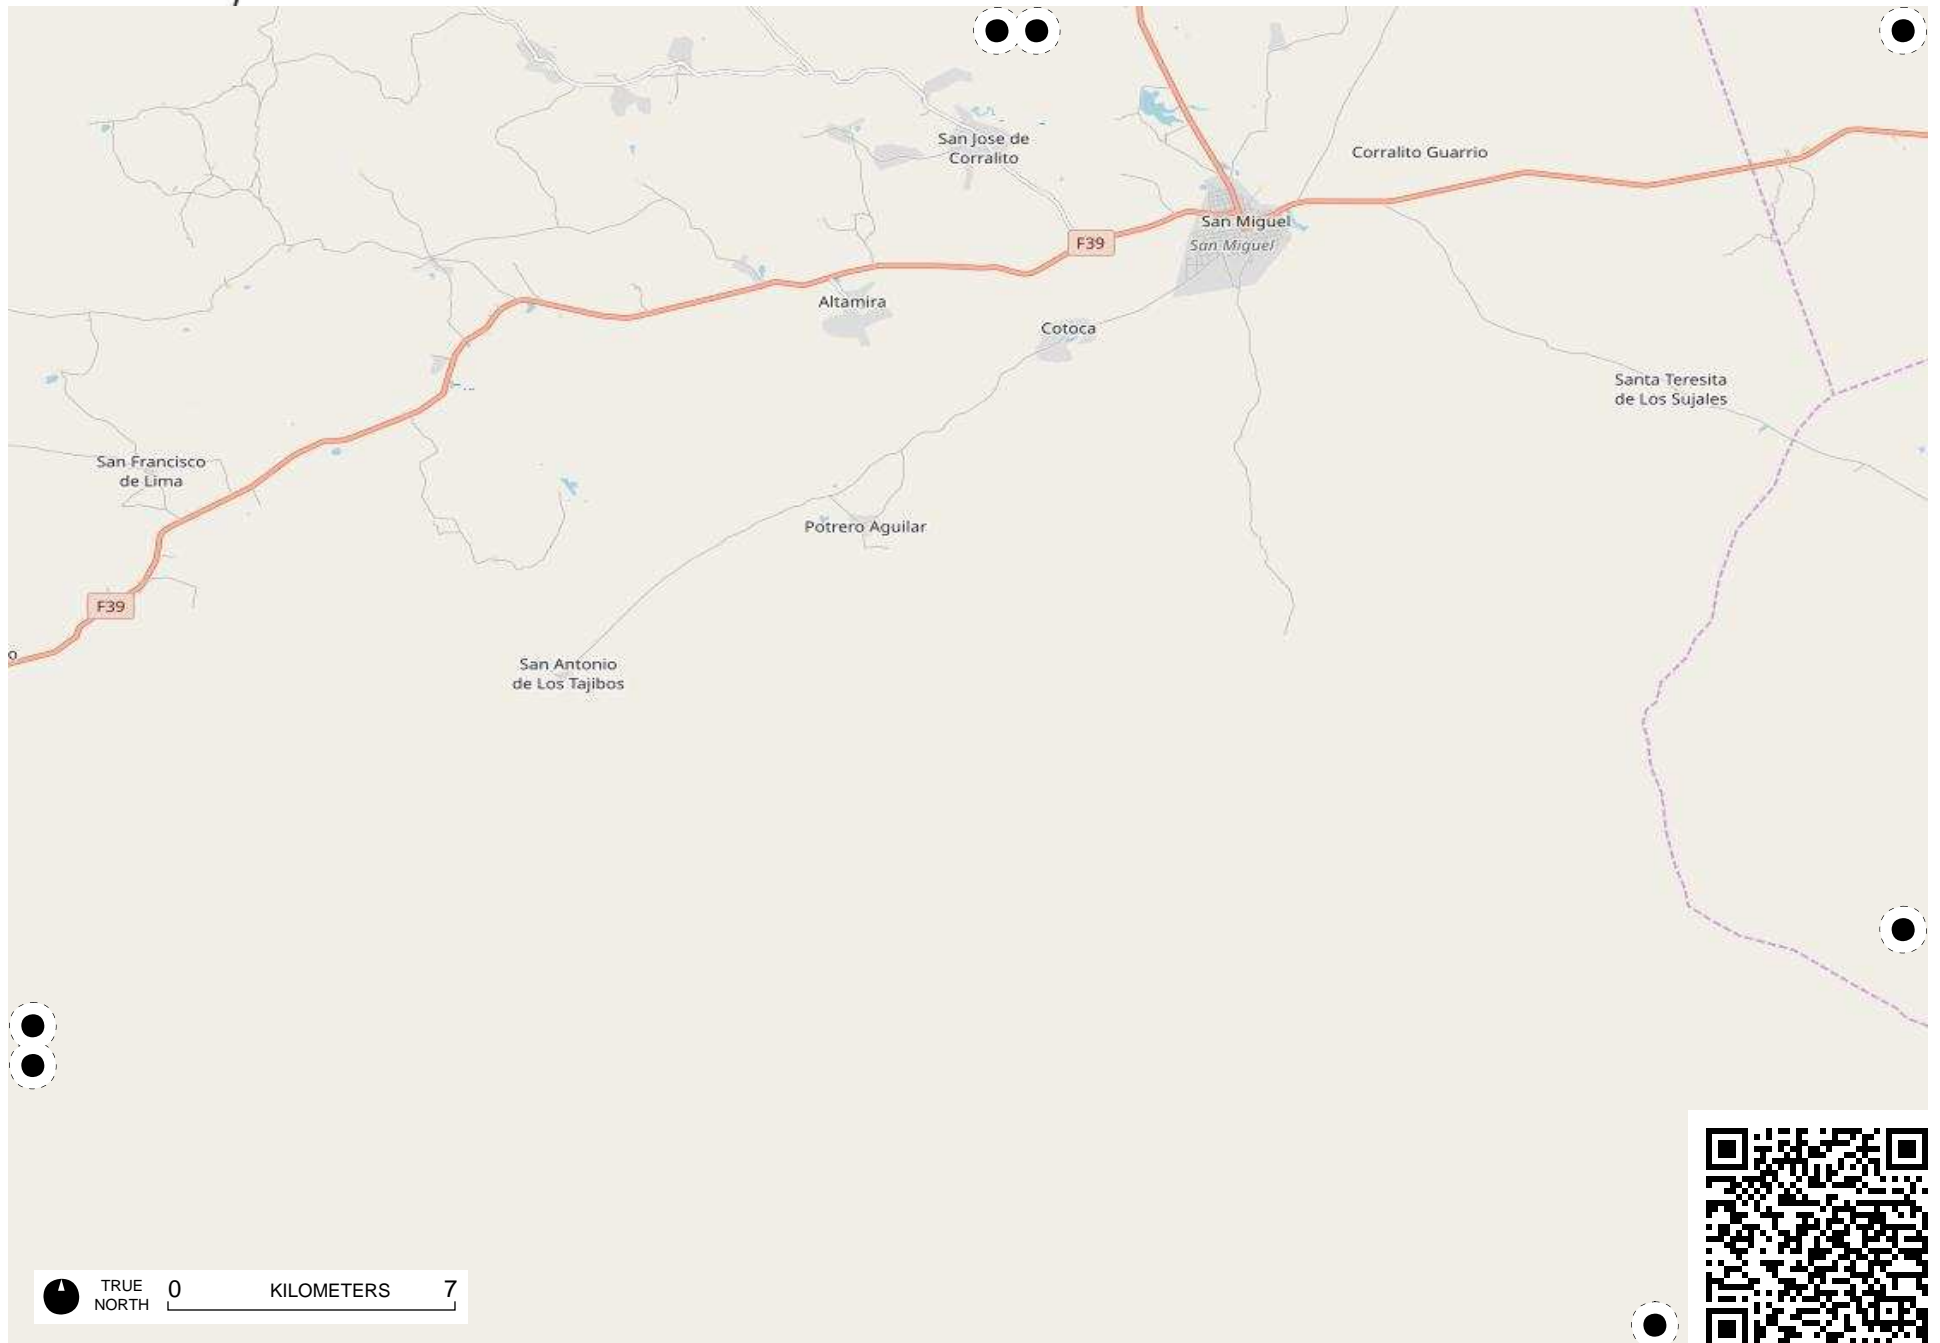 San Jose de
Corralito
Corralito Guarrio
San Miguel
San Miguel
F39
Altamira
Cotoca
Santa Teresita
de Los Sujales
San Francisco
de Lima
Potrero Aguilar
F39
o
San Antonio
de Los Tajibos
TRUE
NORTH
0 KILOMETERS 7